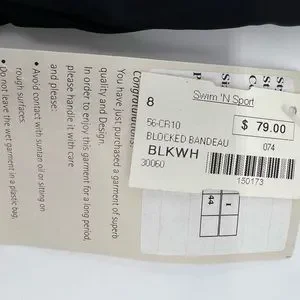 Swim 'N Sport
8
56-CR10
$ 79.00
BLOCKED BANDEAU
074
BLKWH
30060
150173
44
1
Congratulations
You have just purchased a garment of superb
quality and Design.
In order to enjoy this garment for a long period,
please handle it with care
and please:
• Avoid contact with suntan oil or sitting on
rough surfaces.
• Do not leave the wet garment in a plastic bag.